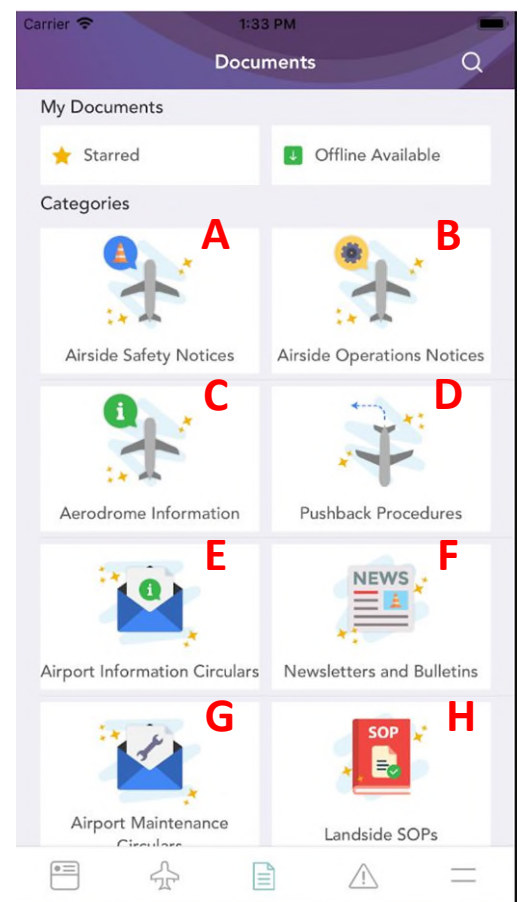 Carrier 1:33 PM
Documents
My Documents
Starred Offline Available
Categories
A B
Airside Safety Notices Airside Operations Notices
C D
i
Aerodrome Information Pushback Procedures
E F
i NEWS
Airport Information Circulars Newsletters and Bulletins
G H
SOP
Airport Maintenance
Circulars Landside SOPs